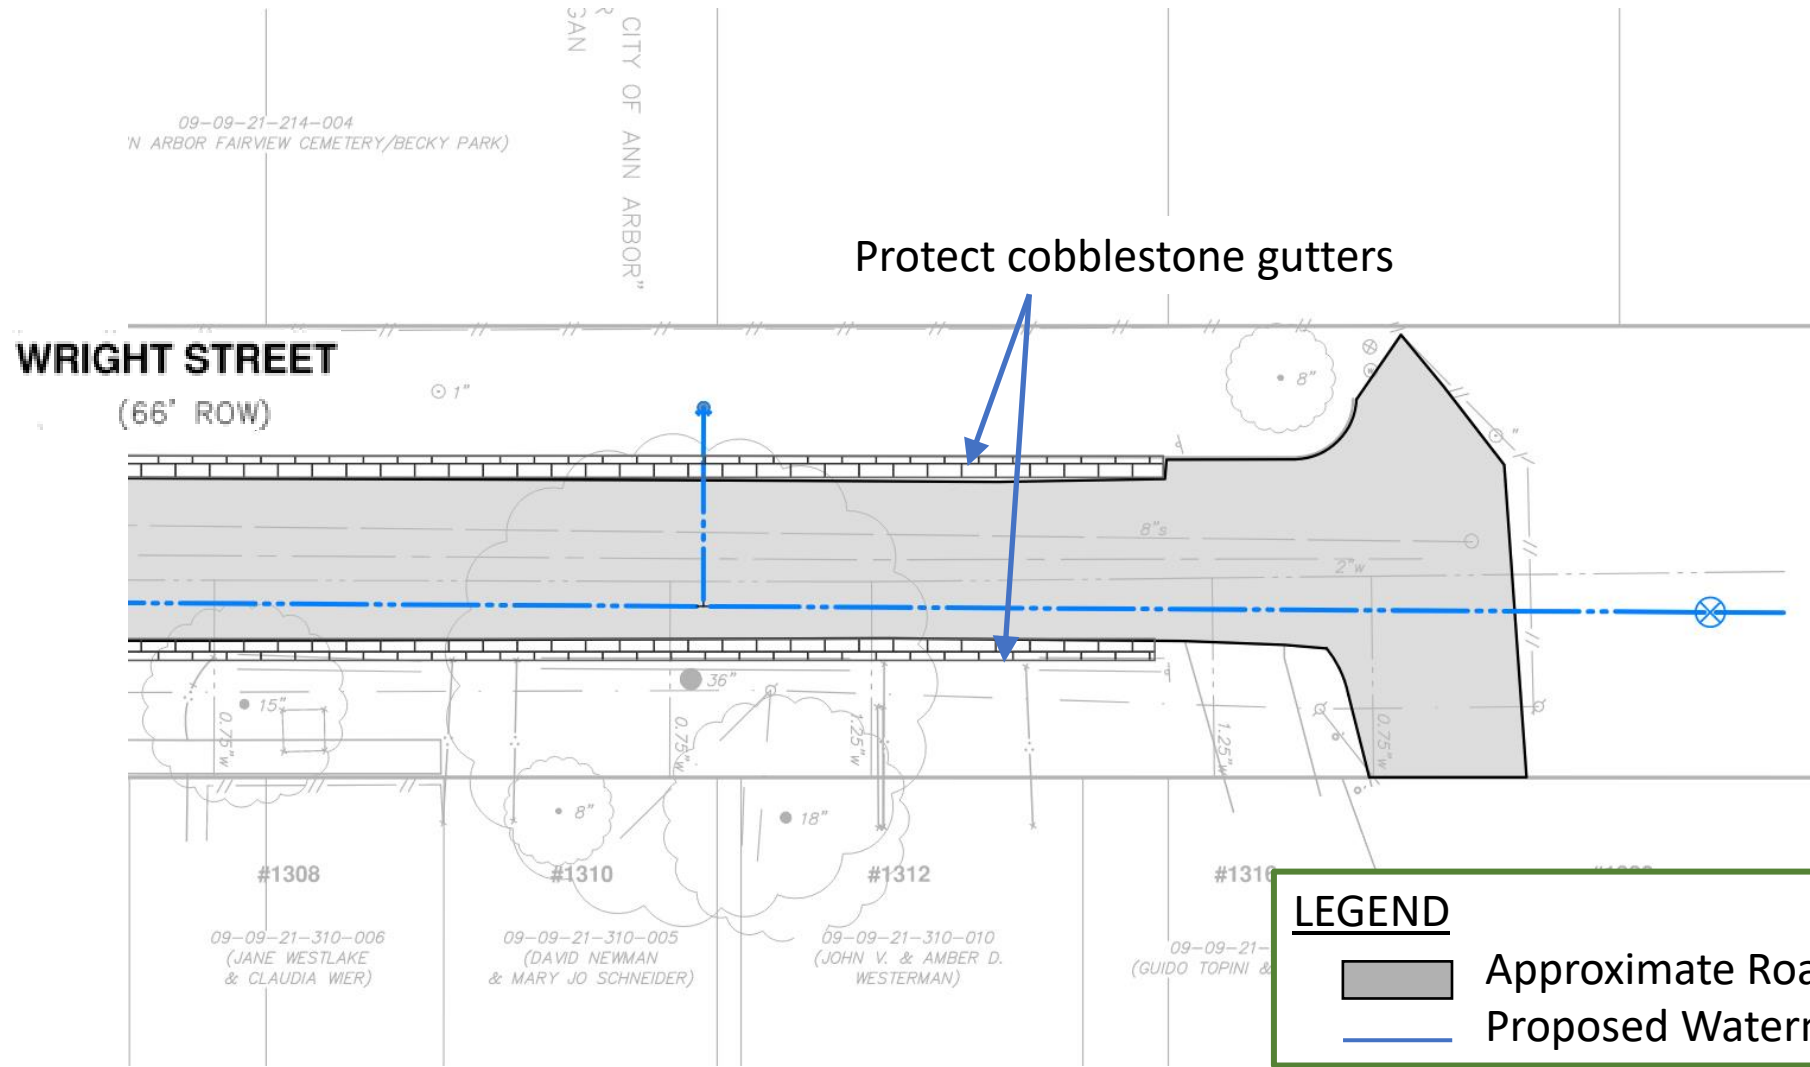 CITY OF ANN ARBOR"
GAN
09-09-21-214-004
'N ARBOR FAIRVIEW CEMETERY/BECKY PARK)
Protect cobblestone gutters
WRIGHT STREET
(66' ROW)
1"
8"
8"s
2"w
36"
15"
0.75"w
0.75"w
1.25"w
1.25"w
0.75"w
8"
18"
#1308
#1310
#1312
#1316
09-09-21-310-006
(JANE WESTLAKE
& CLAUDIA WIER)
09-09-21-310-005
(DAVID NEWMAN
& MARY JO SCHNEIDER)
09-09-21-310-010
(JOHN V. & AMBER D.
WESTERMAN)
09-09-21-
(GUIDO TOPINI &
LEGEND
Approximate Roa
Proposed Watern